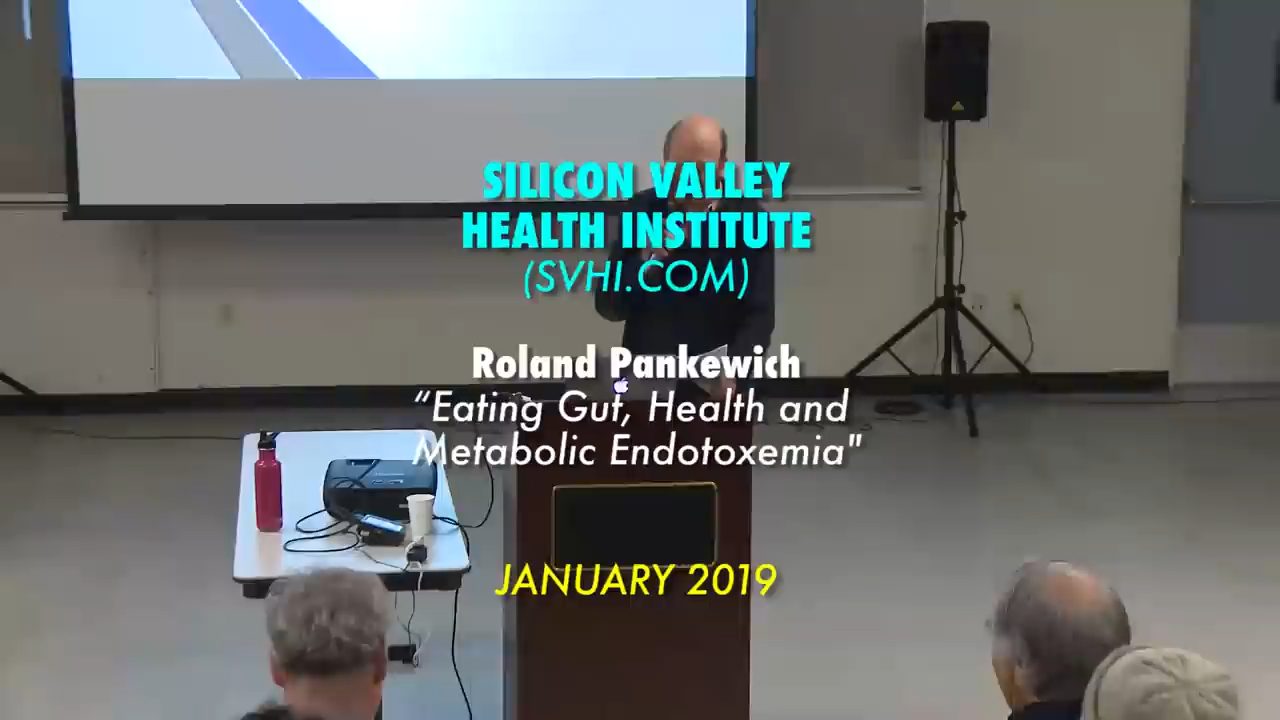 SILICON VALLEY
HEALTH INSTITUTE
(SVHI.COM)
Roland Pankewich
“Eating Gut, Health and
Metabolic Endotoxemia"
JANUARY 2019